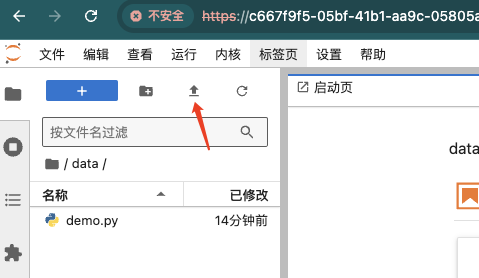 不安全 https://c667f9f5-05bf-41b1-aa9c-05805a
文件 编辑 查看 运行 内核 标签页 设置 帮助
启动页
按文件名过滤
/ data /
data
名称 已修改
demo.py 14分钟前